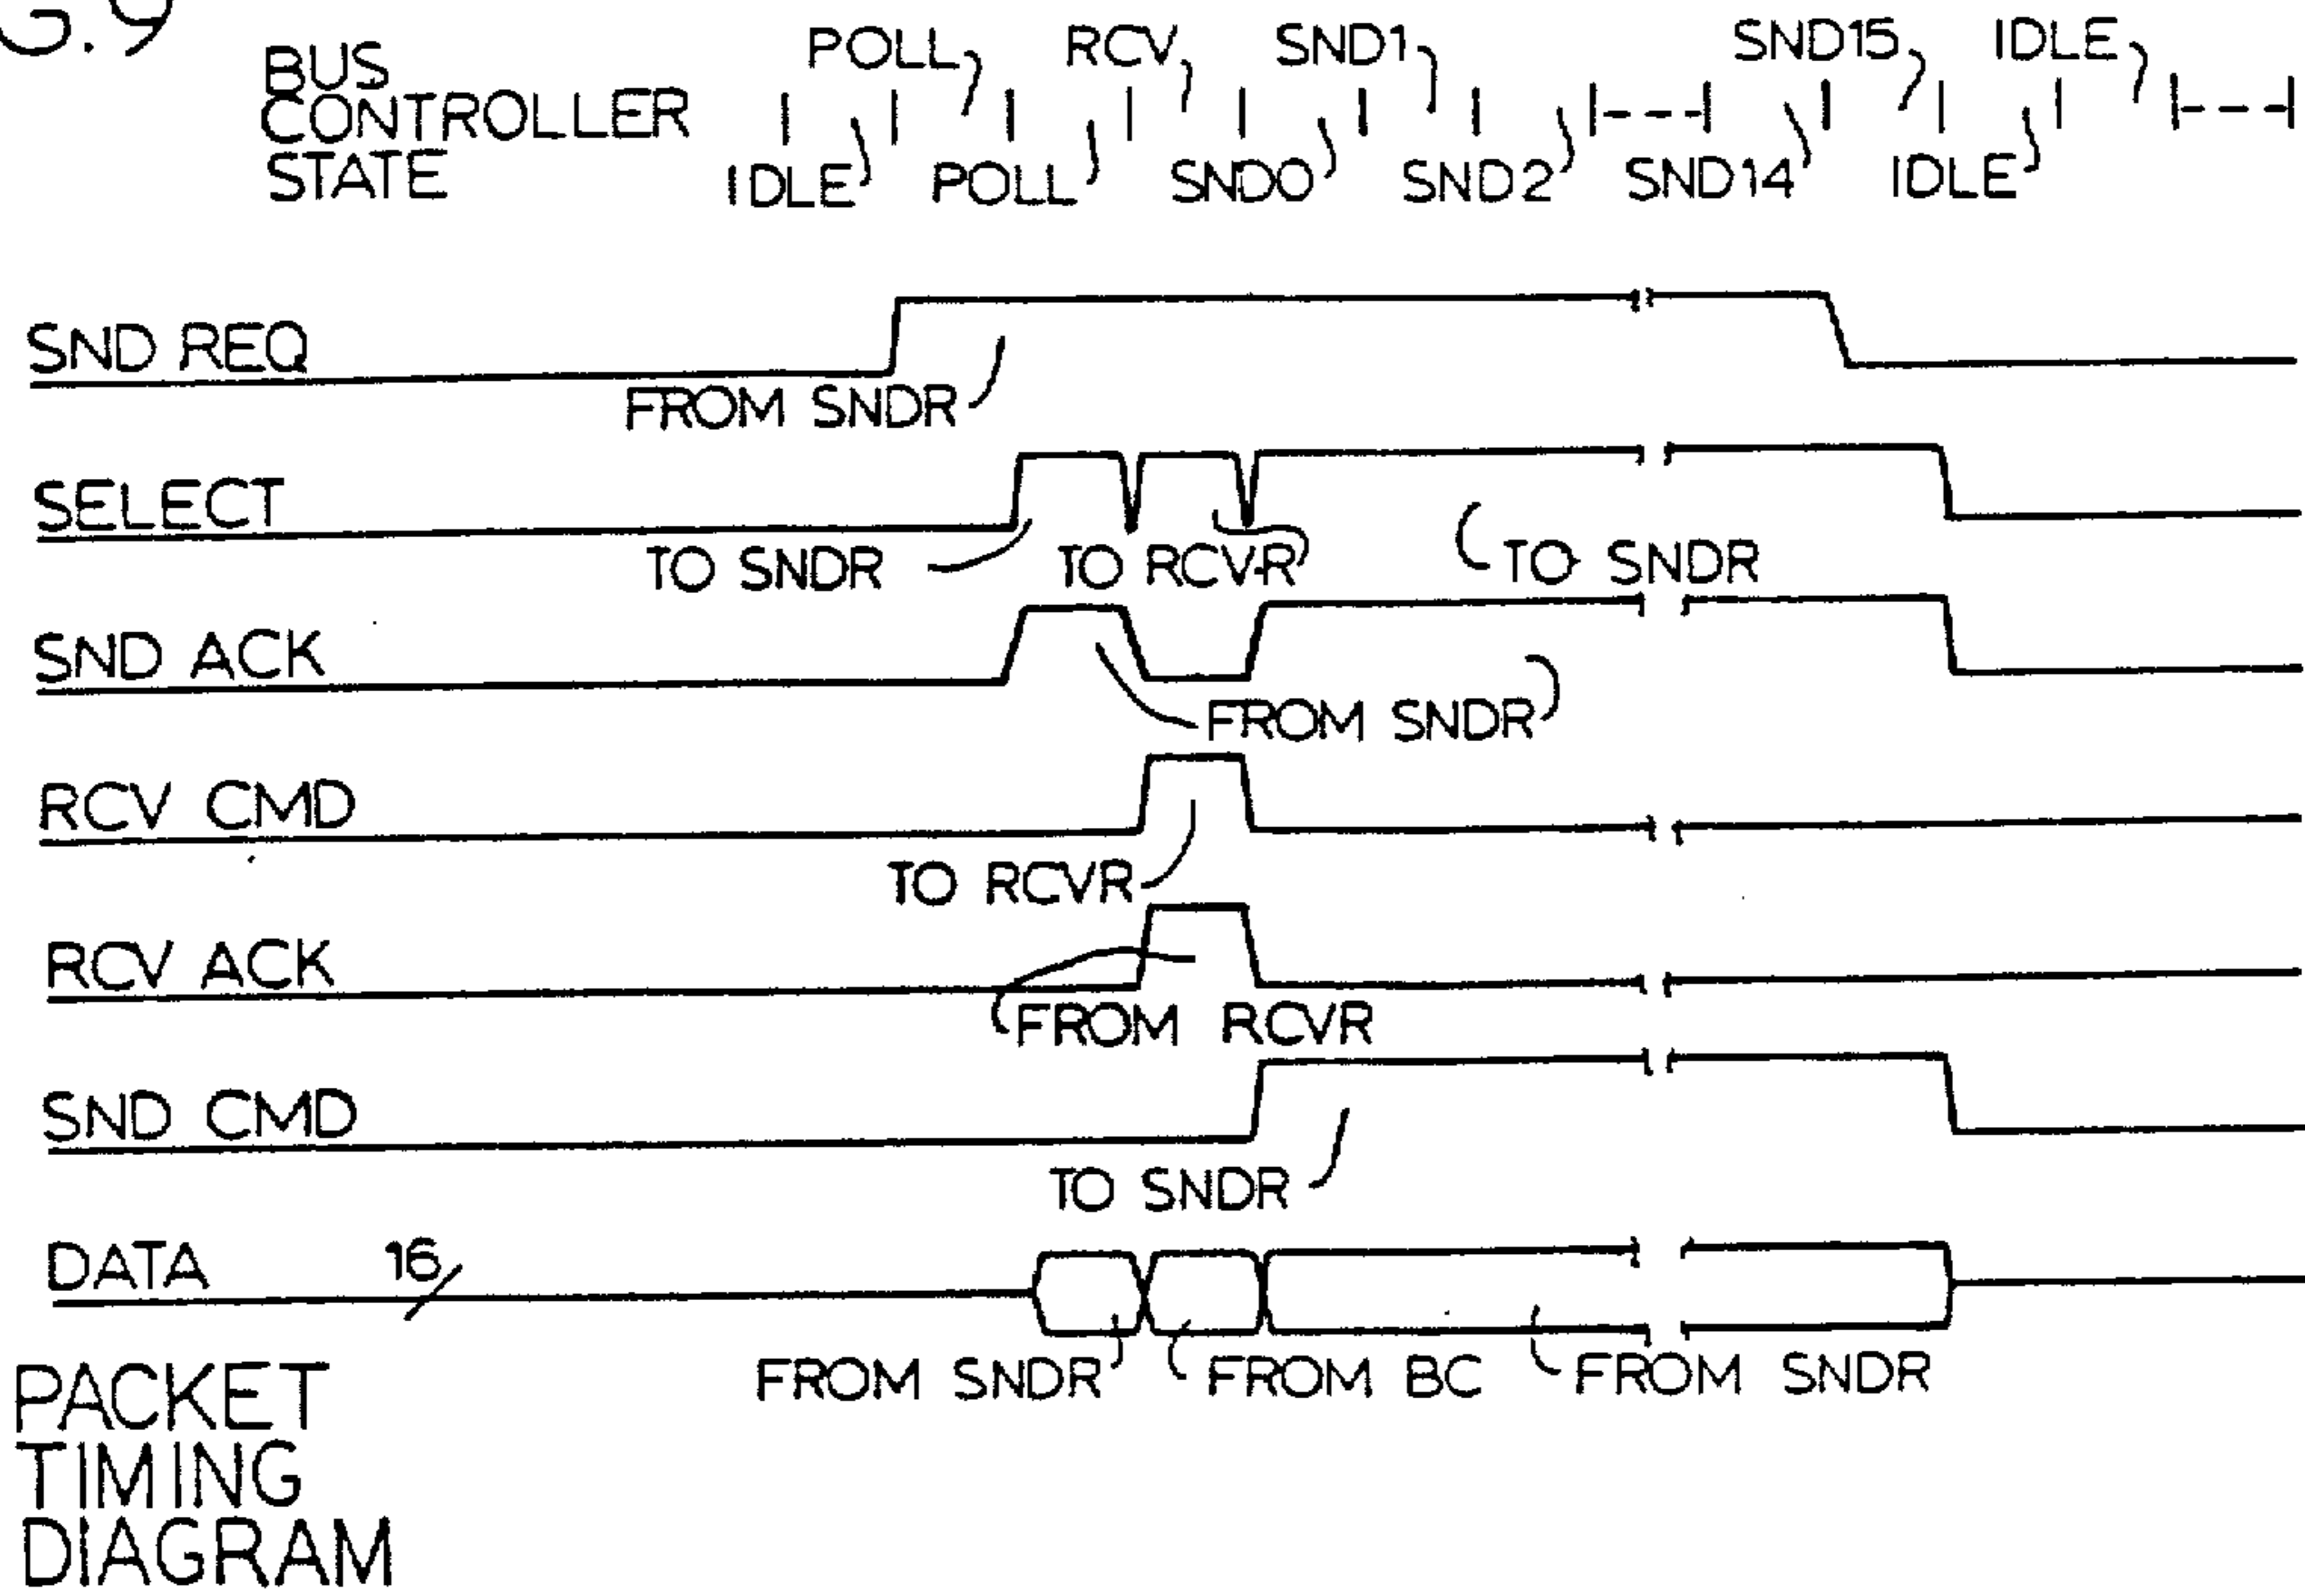 G.9
BUS
CONTROLLER
STATE
POLL RCV SND1 SND15 IDLE
IDLE POLL SND0 SND2 SND14 IDLE
SND REQ
FROM SNDR
SELECT
TO SNDR TO RCVR TO SNDR
SND ACK
FROM SNDR
RCV CMD
TO RCVR
RCV ACK
FROM RCVR
SND CMD
TO SNDR
DATA 16
FROM SNDR FROM BC FROM SNDR
PACKET
TIMING
DIAGRAM